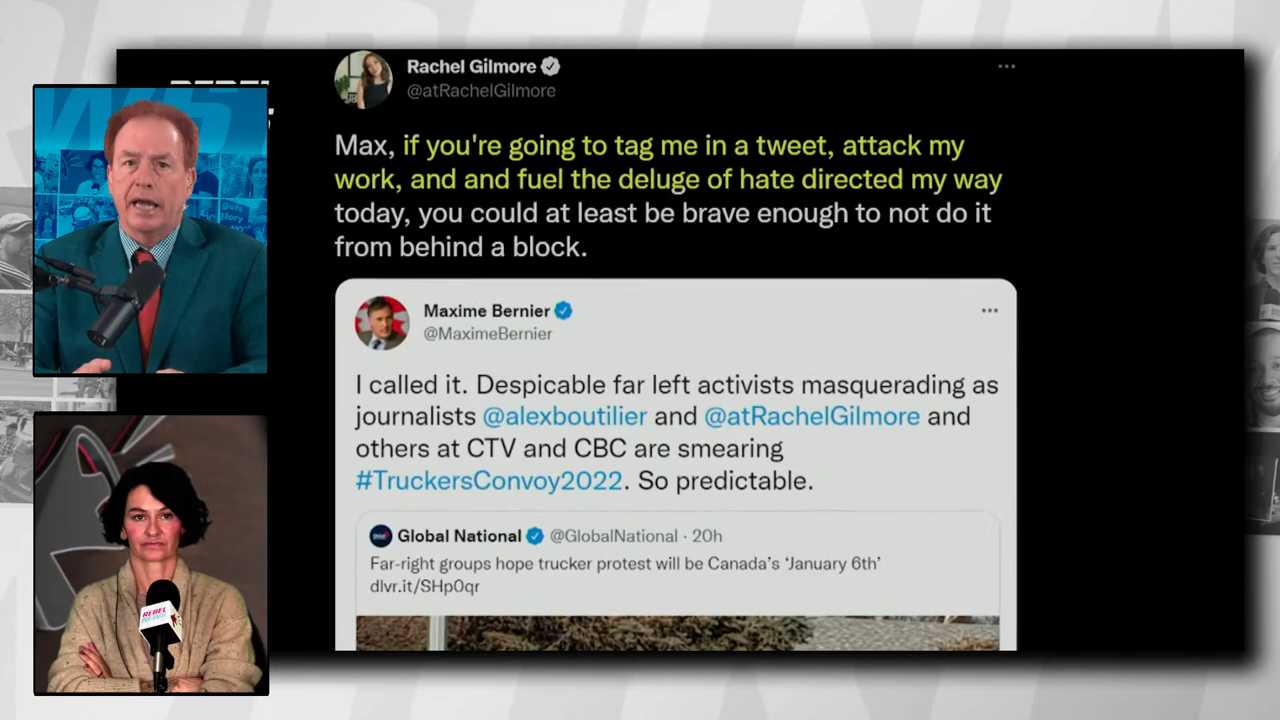 Rachel Gilmore
@atRachelGilmore
Max, if you're going to tag me in a tweet, attack my
work, and and fuel the deluge of hate directed my way
today, you could at least be brave enough to not do it
from behind a block.
Maxime Bernier
@MaximeBernier
I called it. Despicable far left activists masquerading as
journalists @alexboutilier and @atRachelGilmore and
others at CTV and CBC are smearing
#TruckersConvoy2022. So predictable.
Global National @GlobalNational · 20h
Far-right groups hope trucker protest will be Canada's 'January 6th'
dlvr.it/SHp0qr
REBEL
NEWS